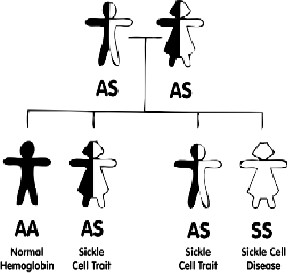 AS AS
AA AS AS SS
Normal Hemoglobin
Sickle Cell Trait
Sickle Cell Trait
Sickle Cell Disease